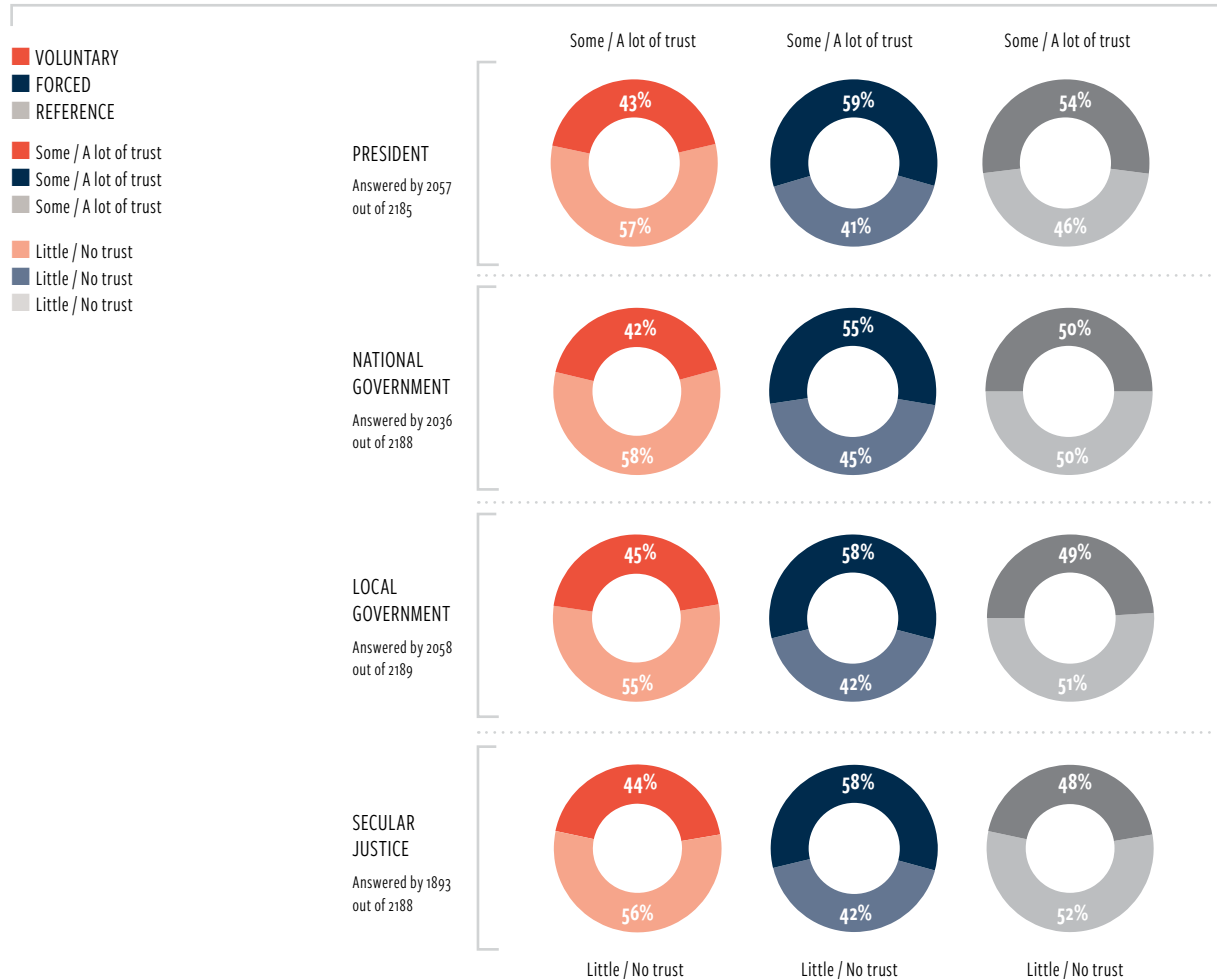 VOLUNTARY
FORCED
REFERENCE
Some / A lot of trust
Some / A lot of trust
Some / A lot of trust
Little / No trust
Little / No trust
Little / No trust
Some / A lot of trust Some / A lot of trust Some / A lot of trust
PRESIDENT
Answered by 2057
out of 2185
43% 59% 54%
57% 41% 46%
NATIONAL
GOVERNMENT
Answered by 2036
out of 2188
42% 55% 50%
58% 45% 50%
LOCAL
GOVERNMENT
Answered by 2058
out of 2189
45% 58% 49%
55% 42% 51%
SECULAR
JUSTICE
Answered by 1893
out of 2188
44% 58% 48%
56% 42% 52%
Little / No trust Little / No trust Little / No trust